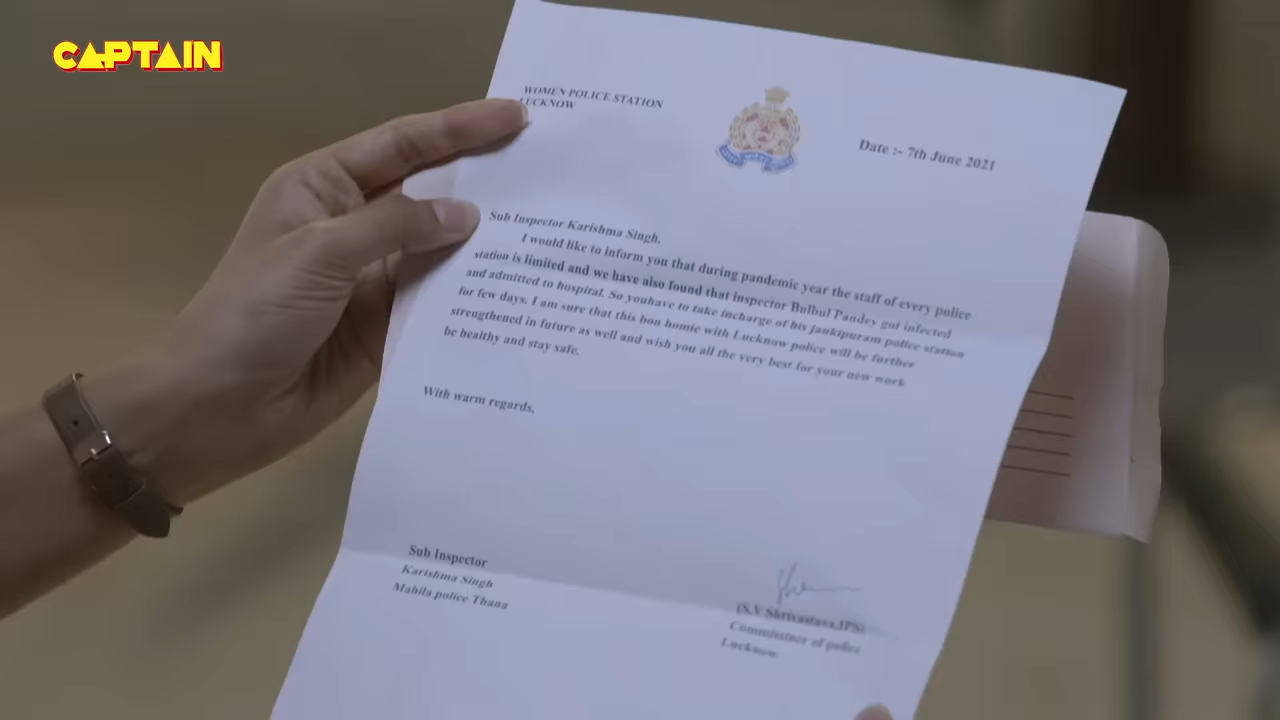 CAPTAIN
WOMEN POLICE STATION
LUCKNOW
Date :- 7th June 2021
Sub Inspector Karishma Singh,
I would like to inform you that during pandemic year the staff of every police
station is limited and we have also found that inspector Bulbul Pandey got infected
and admitted to hospital. So youhave to take incharge of his jankipuram police station
for few days. I am sure that this bon homie with Lucknow police will be further
strengthened in future as well and wish you all the very best for your new work
be healthy and stay safe.
With warm regards,
Sub Inspector
Karishma Singh
Mahila police Thana
(S.V Shrivastava,IPS)
Commisstner of police
Lucknow